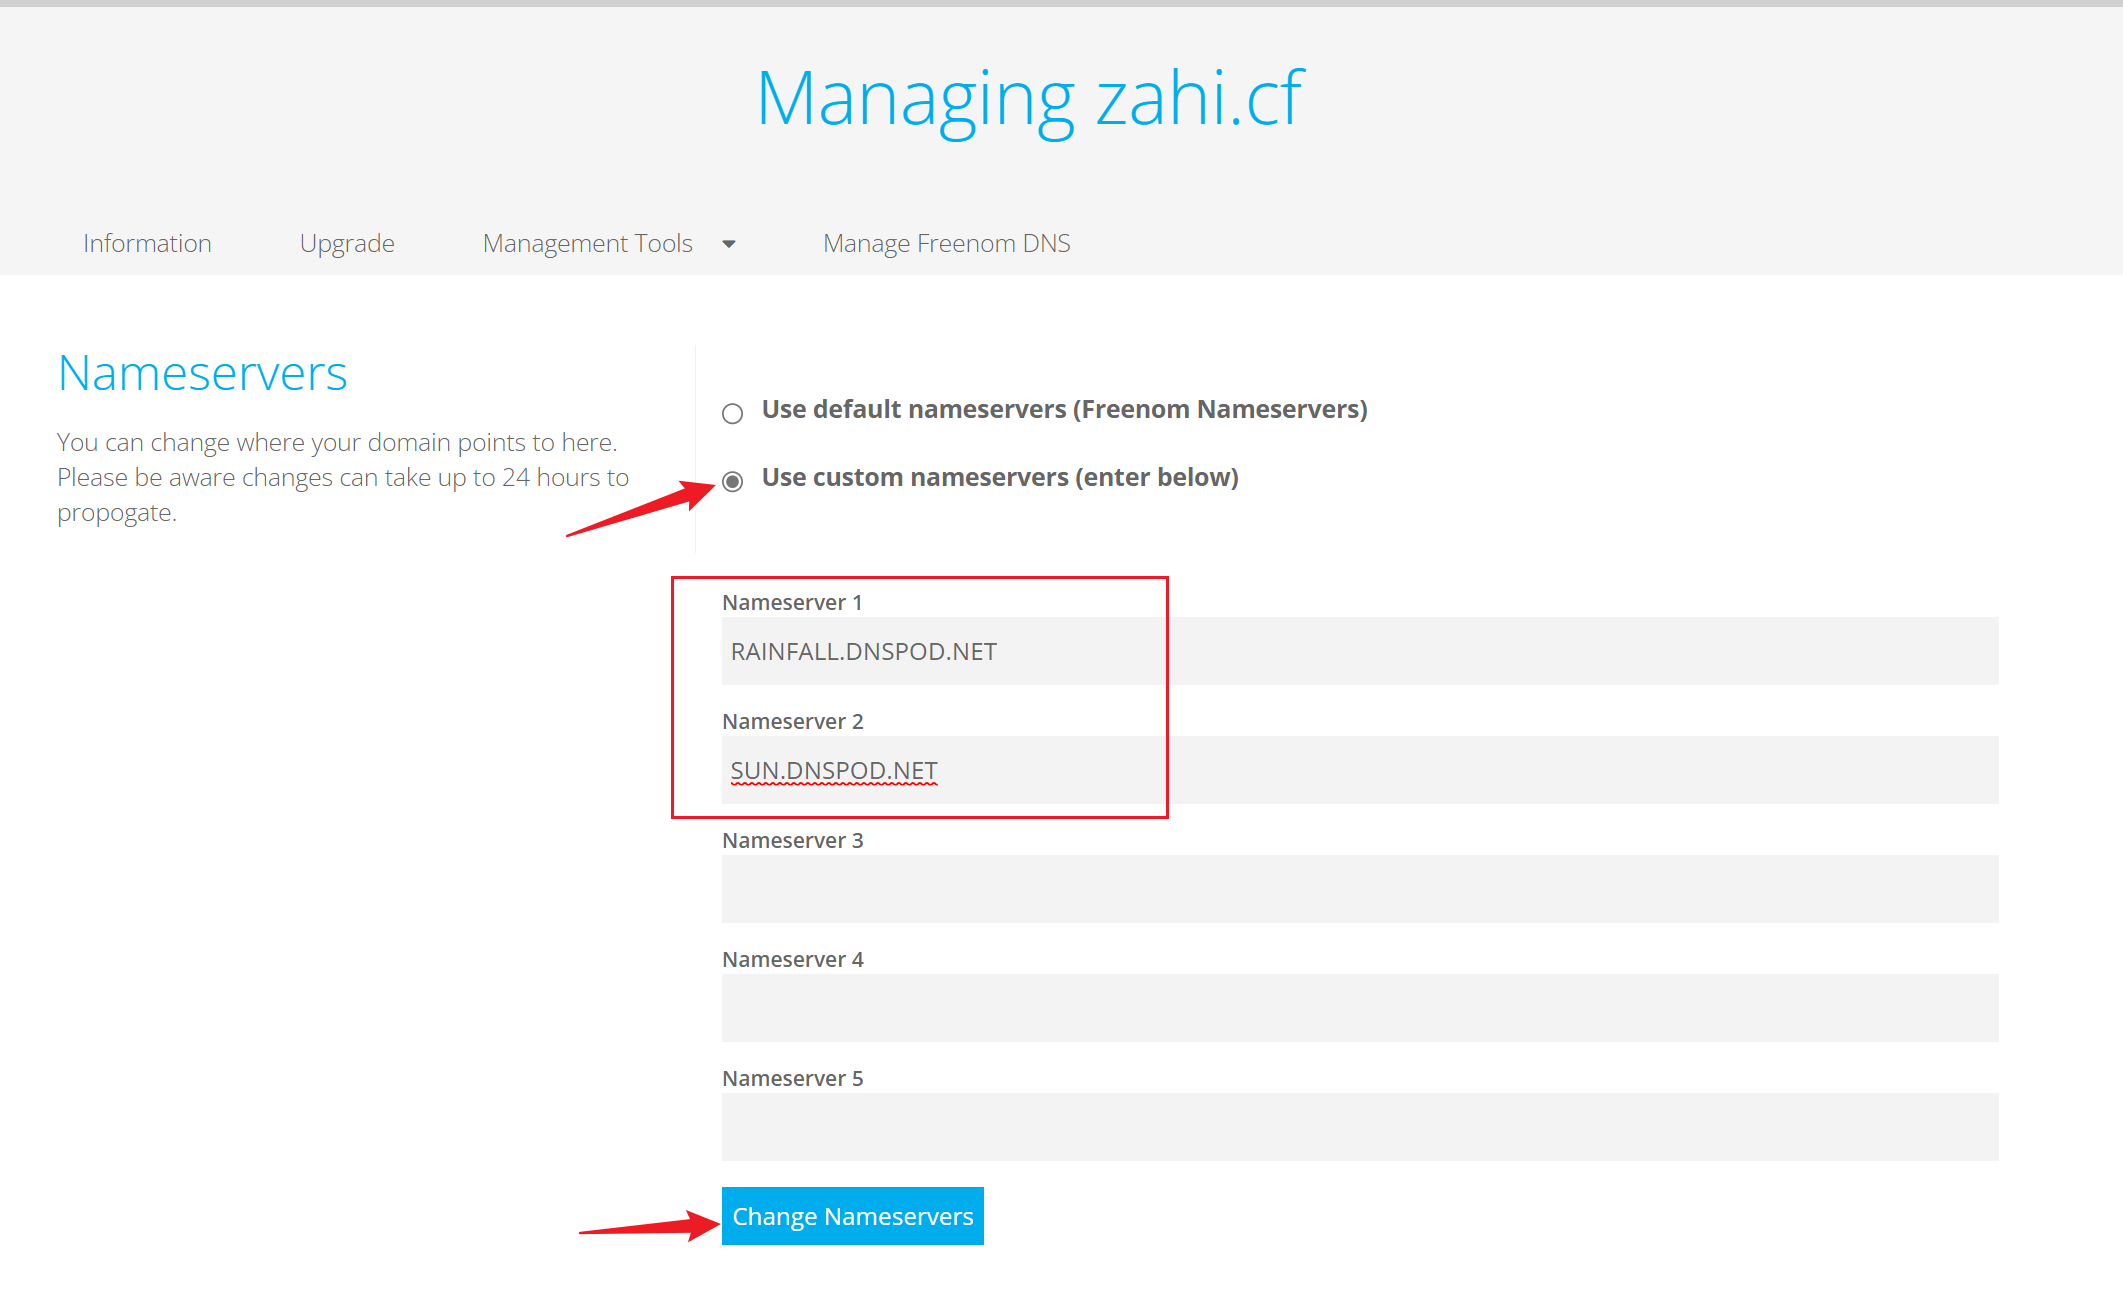 Managing zahi.cf
Information
Upgrade
Management Tools
Manage Freenom DNS
Nameservers
You can change where your domain points to here.
Please be aware changes can take up to 24 hours to
propogate.
Use default nameservers (Freenom Nameservers)
Use custom nameservers (enter below)
Nameserver 1
RAINFALL.DNSPOD.NET
Nameserver 2
SUN.DNSPOD.NET
Nameserver 3
Nameserver 4
Nameserver 5
Change Nameservers